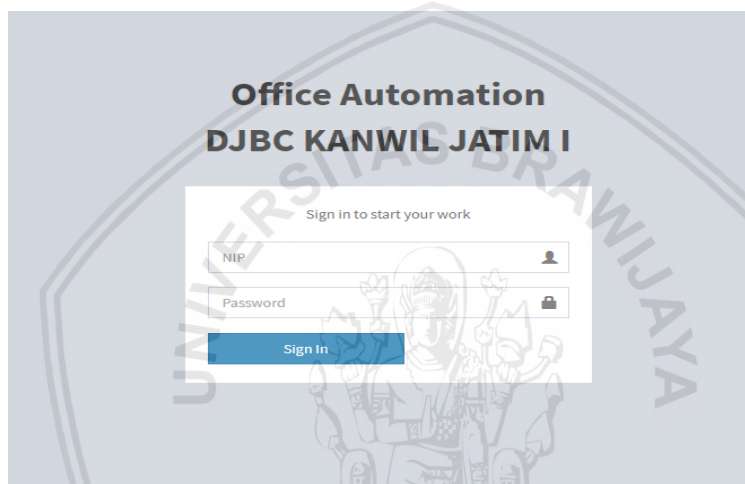 Office Automation
DJBC KANWIL JATIM I
UNIVERSITAS BRAWIJAYA
Sign in to start your work
NIP
Password
Sign In